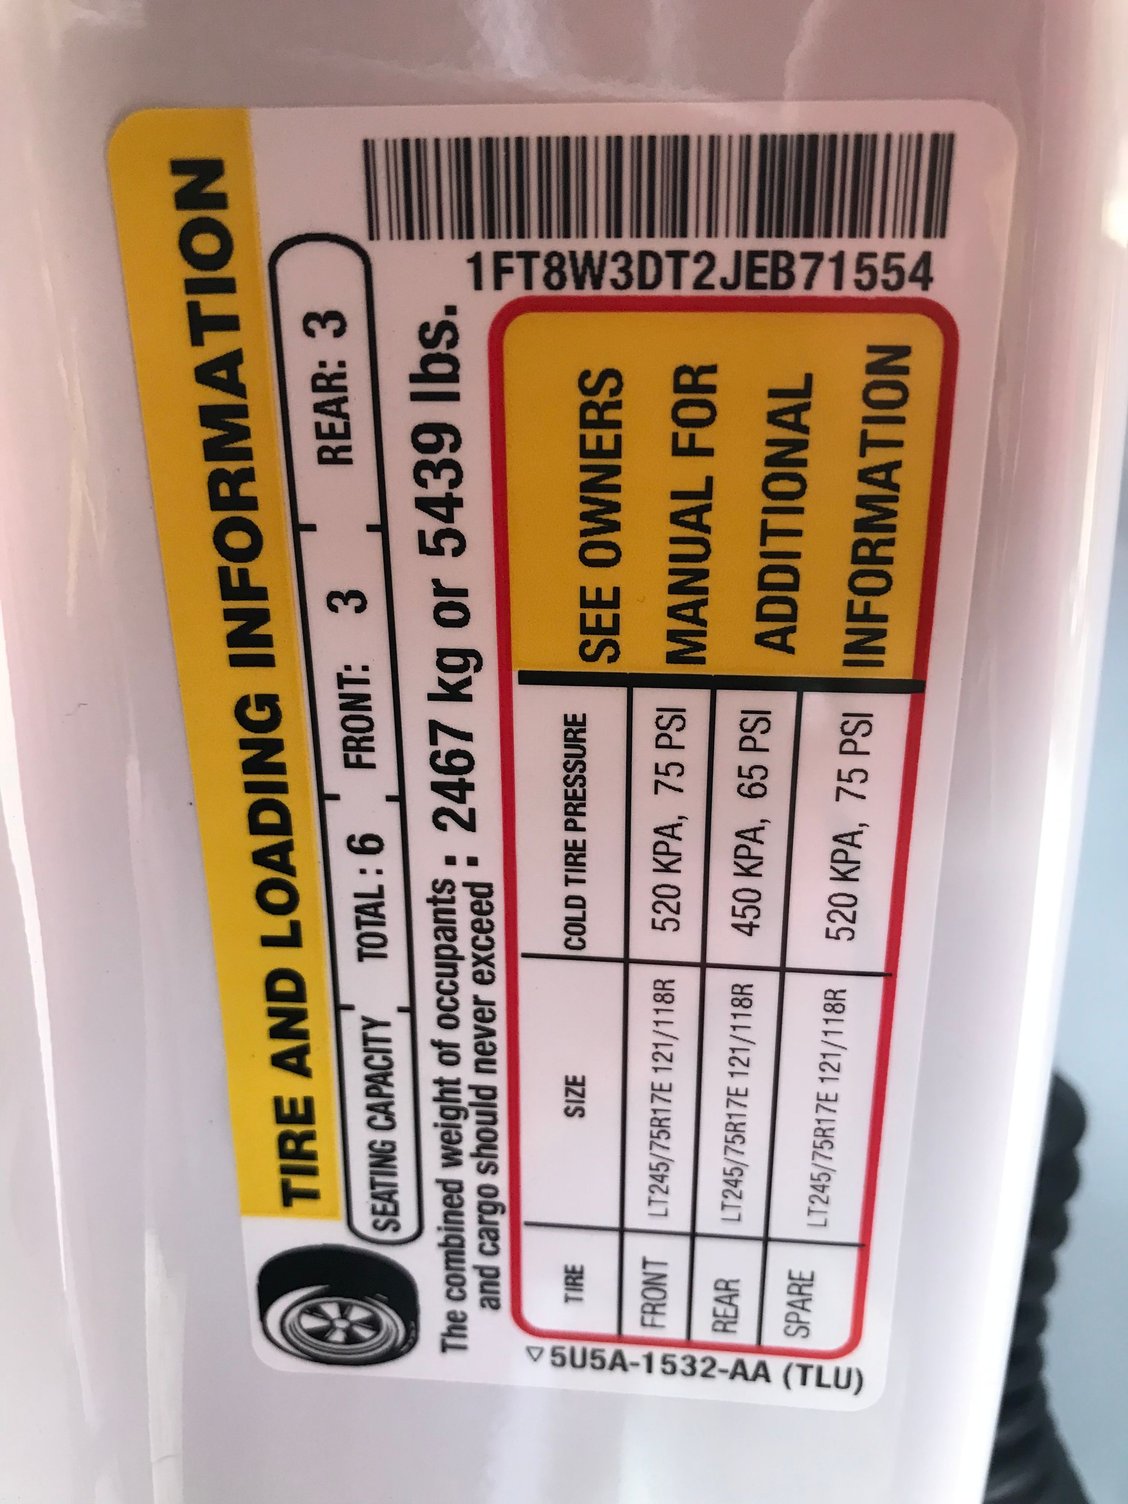 TIRE AND LOADING INFORMATION
SEATING CAPACITY TOTAL : 6 FRONT: 3 REAR: 3
The combined weight of occupants
and cargo should never exceed : 2467 kg or 5439 lbs.
TIRE SIZE COLD TIRE PRESSURE
FRONT LT245/75R17E 121/118R 520 KPA, 75 PSI
REAR LT245/75R17E 121/118R 450 KPA, 65 PSI
SPARE LT245/75R17E 121/118R 520 KPA, 75 PSI
SEE OWNERS
MANUAL FOR
ADDITIONAL
INFORMATION
5U5A-1532-AA (TLU)
1FT8W3DT2JEB71554